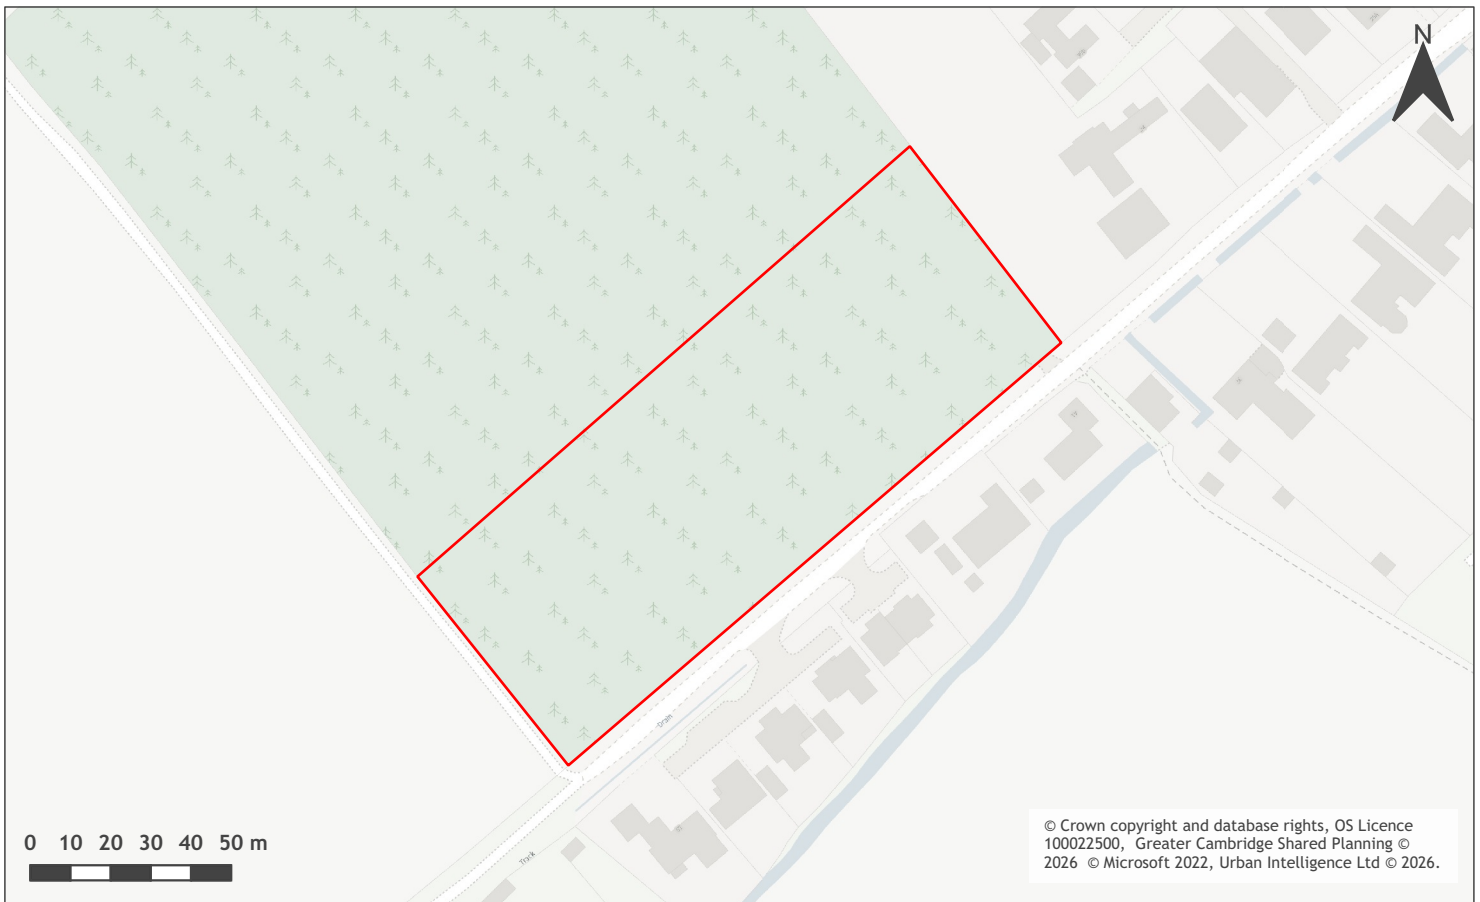 N
Drain
Track
0 10 20 30 40 50 m
© Crown copyright and database rights, OS Licence
100022500, Greater Cambridge Shared Planning ©
2026 © Microsoft 2022, Urban Intelligence Ltd © 2026.